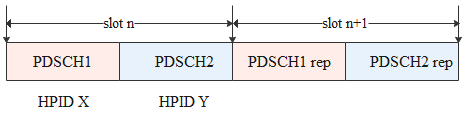 slot n slot n+1
PDSCH1 PDSCH2 PDSCH1 rep PDSCH2 rep
HPID X HPID Y